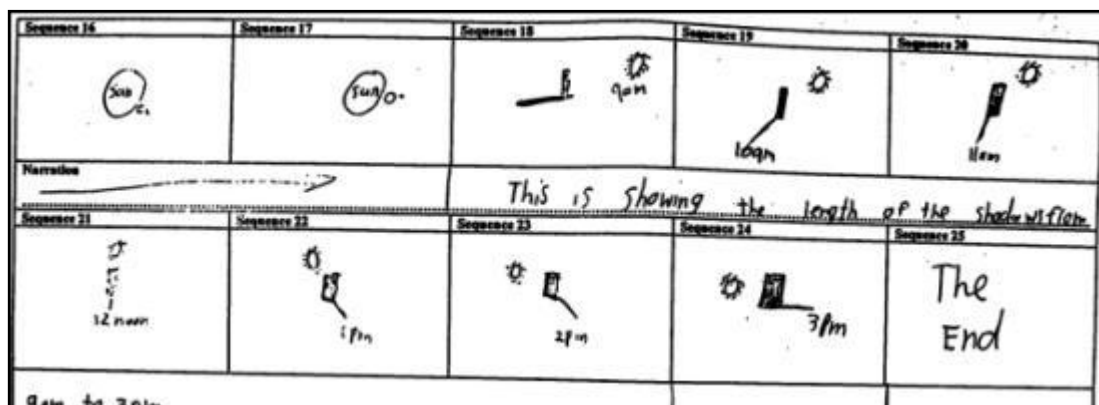 Sequence 16 Sequence 17 Sequence 18 Sequence 19 Sequence 20
Sun Sun 9am 10am 11am
Narration
This is showing the length of the shadows from
Sequence 21 Sequence 22 Sequence 23 Sequence 24 Sequence 25
12 noon 1pm 2pm 3pm The
End
9am to 3pm